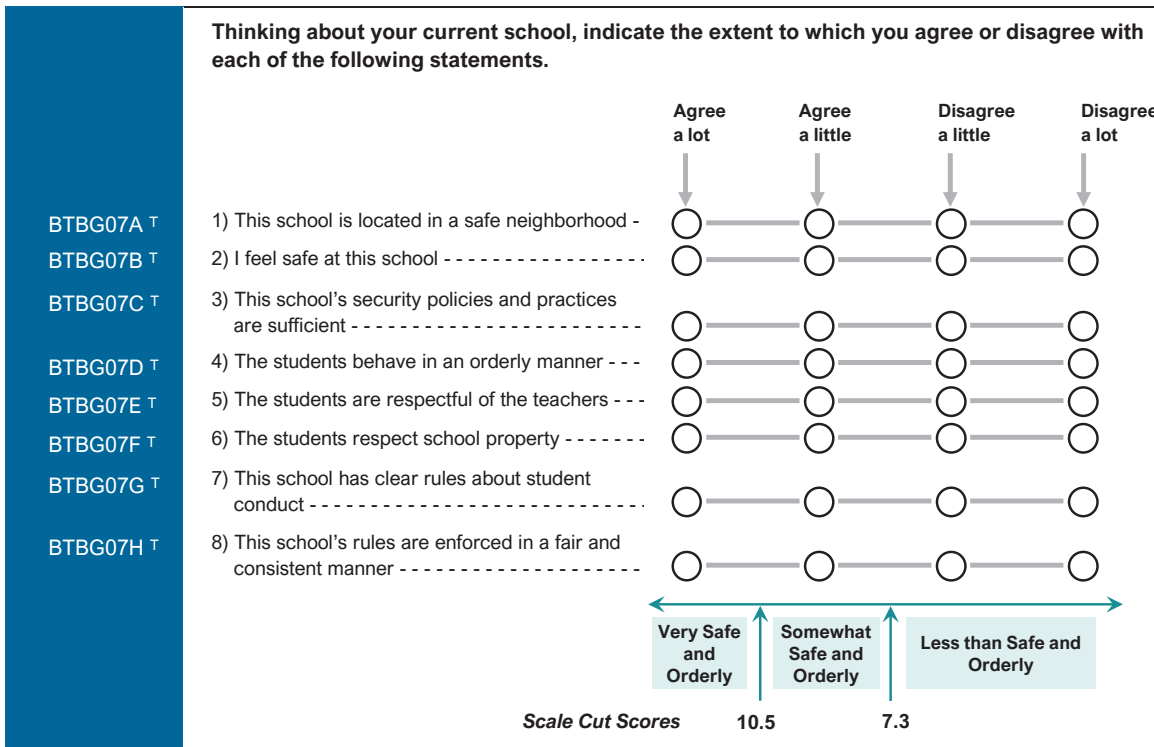 Thinking about your current school, indicate the extent to which you agree or disagree with
each of the following statements.
Agree a lot
Agree a little
Disagree a little
Disagree a lot
BTBG07A T 1) This school is located in a safe neighborhood -
BTBG07B T 2) I feel safe at this school - - - - - - - - - - - - - - - - -
BTBG07C T 3) This school’s security policies and practices
are sufficient - - - - - - - - - - - - - - - - - - - - - - - -
BTBG07D T 4) The students behave in an orderly manner - - -
BTBG07E T 5) The students are respectful of the teachers - - -
BTBG07F T 6) The students respect school property - - - - - - -
BTBG07G T 7) This school has clear rules about student
conduct - - - - - - - - - - - - - - - - - - - - - - - - - - - -
BTBG07H T 8) This school’s rules are enforced in a fair and
consistent manner - - - - - - - - - - - - - - - - - - - -
Very Safe
and
Orderly
Somewhat
Safe and
Orderly
Less than Safe and
Orderly
Scale Cut Scores 10.5 7.3